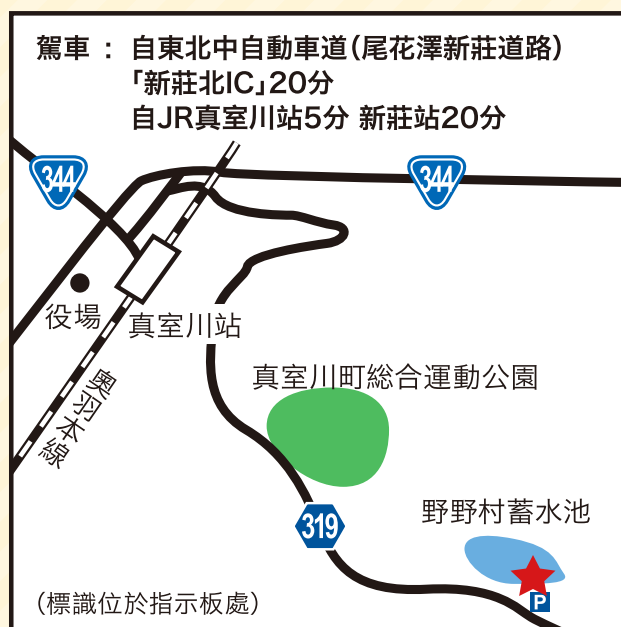 駕車 : 自東北中自動車道(尾花澤新莊道路)
「新莊北IC」20分
自JR真室川站5分 新莊站20分
344
344
役場
真室川站
奧羽本線
真室川町総合運動公園
319
野野村蓄水池
P
(標識位於指示板處)